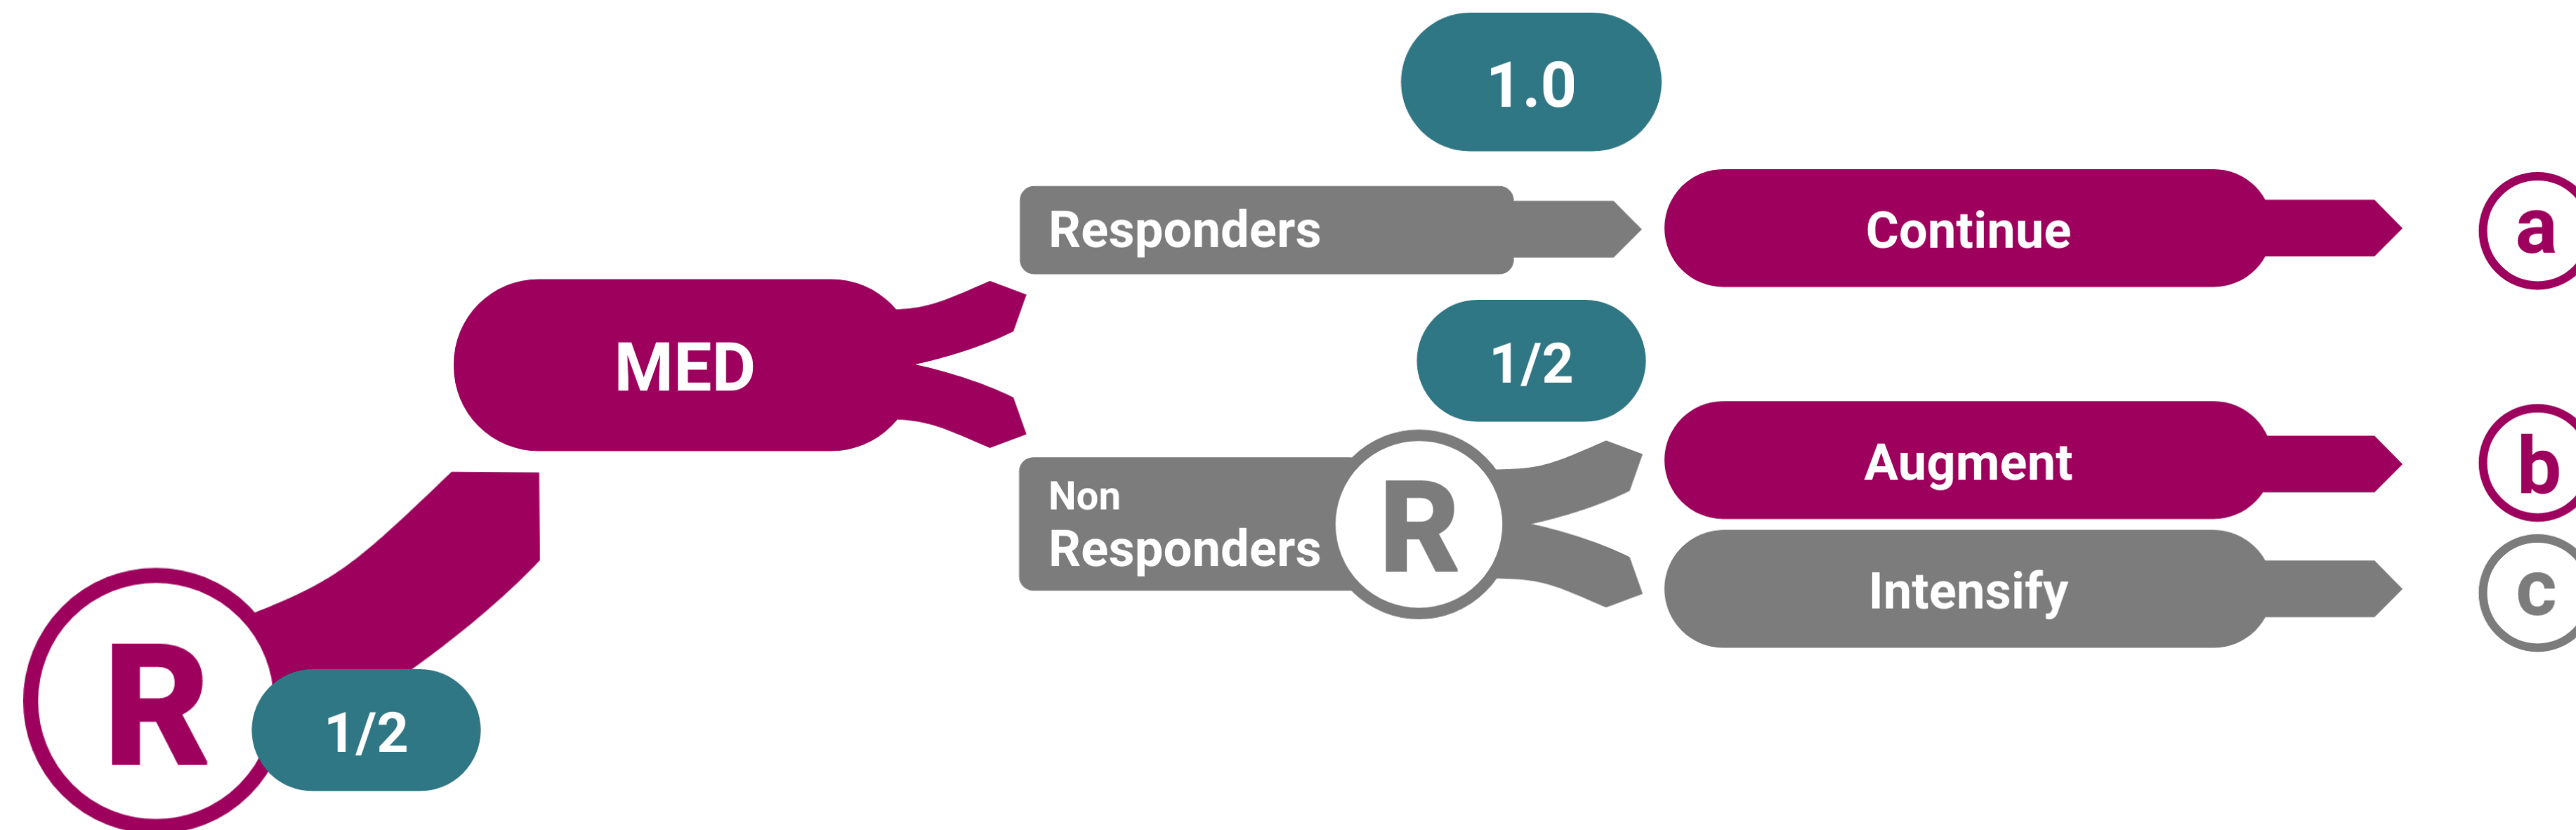 1.0
Responders
Continue
a
MED
1/2
Non
Responders
R
Augment
b
Intensify
c
R
1/2